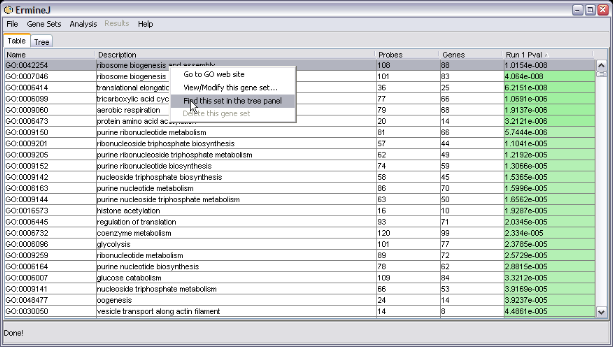 ErmineJ
File Gene Sets Analysis Results Help
Table Tree
Name Description Probes Genes Run 1 Pval
GO:0042254 ribosome biogenesis and assembly 108 88 1.0154e-008
GO:0007046 ribosome biogenesis 101 83 4.064e-008
GO:0006414 translational elongation 36 25 6.2151e-008
GO:0006099 tricarboxylic acid cyc 77 66 1.0691e-006
GO:0009060 aerobic respiration 79 68 1.9137e-006
GO:0006473 protein amino acid acetylation 20 14 3.2121e-006
GO:0009150 purine ribonucleotide metabolism 81 66 5.7444e-006
GO:0009201 ribonucleoside triphosphate biosynthesis 57 44 1.1041e-005
GO:0009205 purine ribonucleoside triphosphate metabolism 62 49 1.2192e-005
GO:0009152 purine ribonucleotide biosynthesis 74 59 1.3066e-005
GO:0009142 nucleoside triphosphate biosynthesis 58 45 1.5365e-005
GO:0006163 purine nucleotide metabolism 86 70 1.5996e-005
GO:0009144 purine nucleoside triphosphate metabolism 63 50 1.6562e-005
GO:0016573 histone acetylation 16 10 1.9287e-005
GO:0006445 regulation of translation 93 71 2.0345e-005
GO:0006732 coenzyme metabolism 120 99 2.334e-005
GO:0006096 glycolysis 101 77 2.3765e-005
GO:0009259 ribonucleotide metabolism 89 72 2.5729e-005
GO:0006164 purine nucleotide biosynthesis 78 62 2.8815e-005
GO:0006007 glucose catabolism 109 84 3.3212e-005
GO:0009141 nucleoside triphosphate metabolism 66 53 3.9169e-005
GO:0048477 oogenesis 24 14 3.9237e-005
GO:0030050 vesicle transport along actin filament 14 8 4.4861e-005
Go to GO web site
View/Modify this gene set...
Find this set in the tree panel
Delete this gene set
Done!